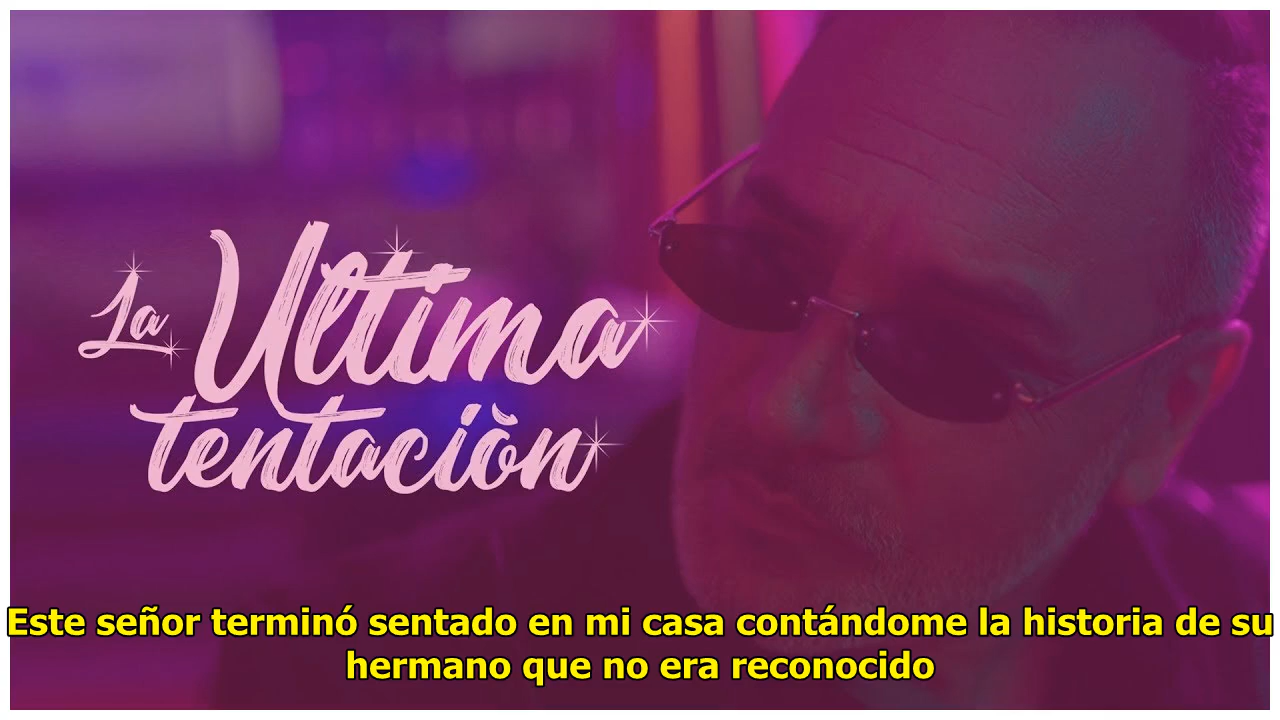 La Ultima
tentaciŏn
Este señor terminó sentado en mi casa contándome la historia de su
hermano que no era reconocido